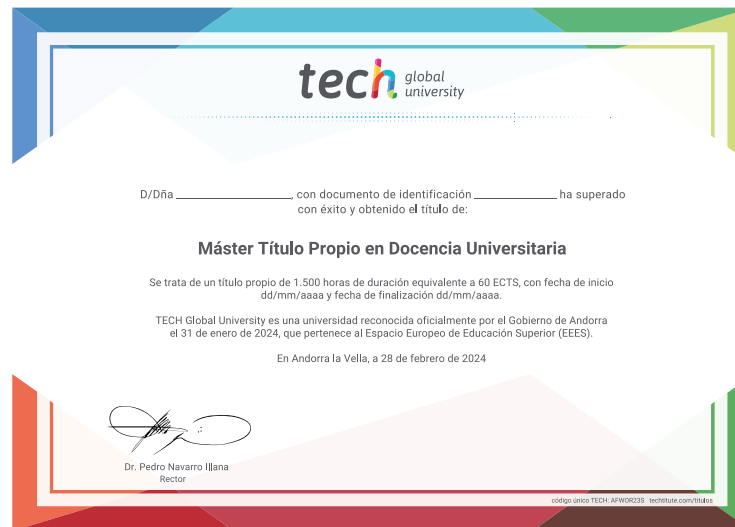 tech global university
D/Dña ____________________, con documento de identificación ______________ ha superado
con éxito y obtenido el título de:
Máster Título Propio en Docencia Universitaria
Se trata de un título propio de 1.500 horas de duración equivalente a 60 ECTS, con fecha de inicio
dd/mm/aaaa y fecha de finalización dd/mm/aaaa.
TECH Global University es una universidad reconocida oficialmente por el Gobierno de Andorra
el 31 de enero de 2024, que pertenece al Espacio Europeo de Educación Superior (EEES).
En Andorra la Vella, a 28 de febrero de 2024
Dr. Pedro Navarro Illana
Rector
código único TECH: AFWOR23S techtitute.com/titulos